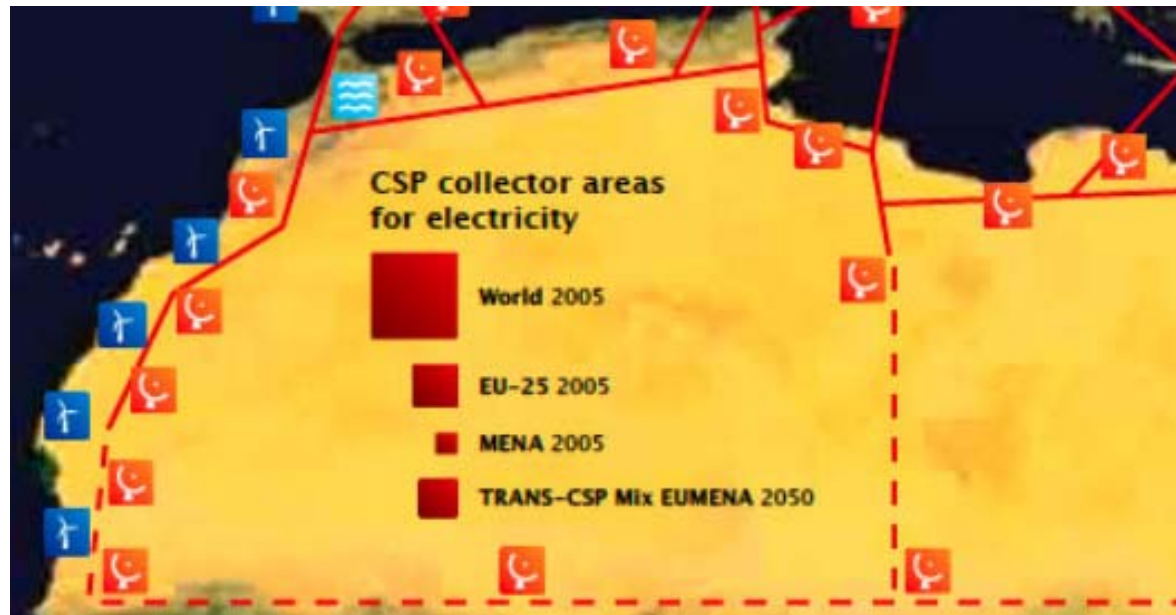 CSP collector areas
for electricity
World 2005
EU-25 2005
MENA 2005
TRANS-CSP Mix EUMENA 2050